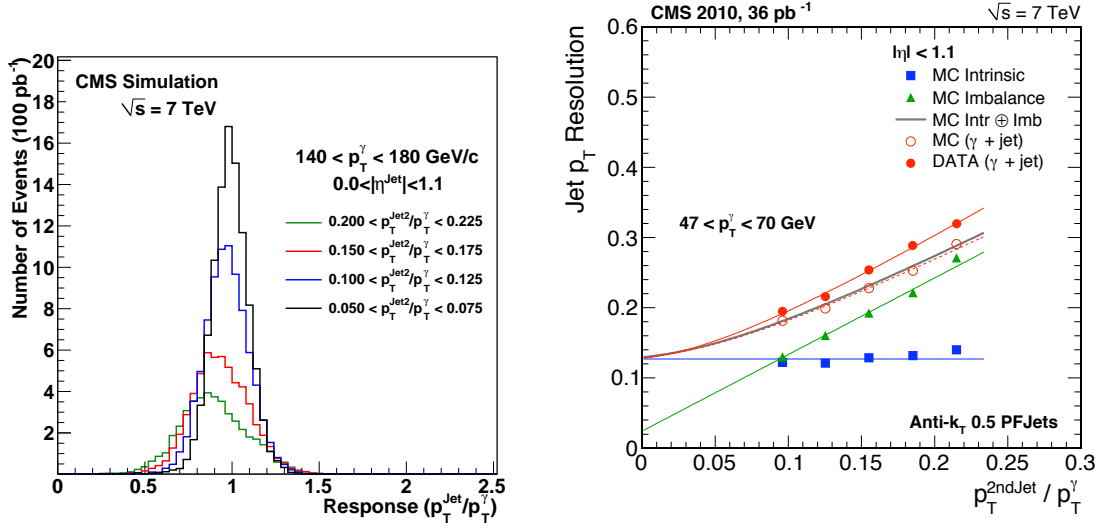 CMS Simulation
√s = 7 TeV
140 < p_T^γ < 180 GeV/c
0.0<|η^Jet|<1.1
0.200 < p_T^Jet2/p_T^γ < 0.225
0.150 < p_T^Jet2/p_T^γ < 0.175
0.100 < p_T^Jet2/p_T^γ < 0.125
0.050 < p_T^Jet2/p_T^γ < 0.075
Number of Events (100 pb⁻¹)
20
18
16
14
12
10
8
6
4
2
0 0.5 1 1.5 2 2.5
Response (p_T^Jet/p_T^γ)
CMS 2010, 36 pb⁻¹ √s = 7 TeV
|η| < 1.1
MC Intrinsic
MC Imbalance
MC Intr ⊕ Imb
MC (γ + jet)
DATA (γ + jet)
47 < p_T^γ < 70 GeV
Anti-k_T 0.5 PFJets
Jet p_T Resolution
0.6
0.5
0.4
0.3
0.2
0.1
0
0 0.05 0.1 0.15 0.2 0.25 0.3
p_T^2ndJet / p_T^γ